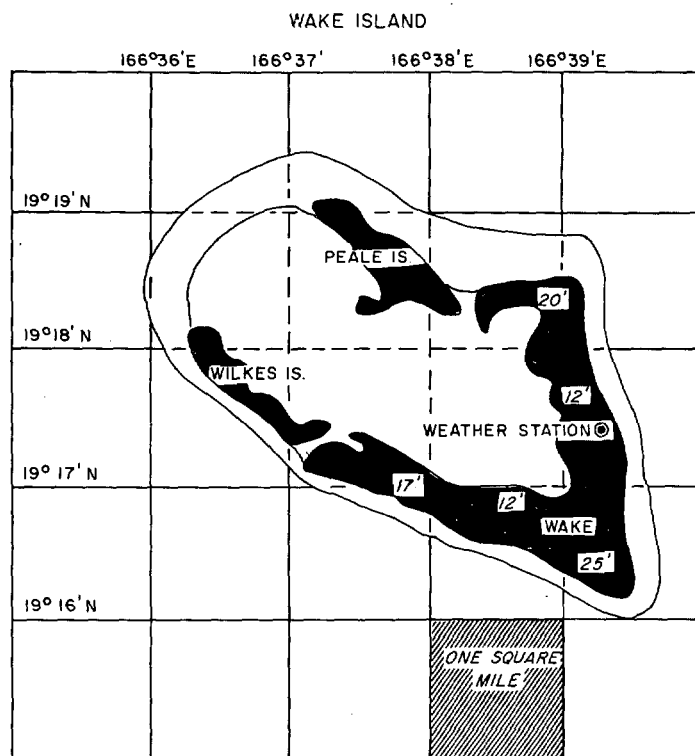 WAKE ISLAND
166°36'E 166°37' 166°38'E 166°39'E
19°19'N
PEALE IS.
20'
19°18'N
WILKES IS.
12'
WEATHER STATION
19°17'N
17'
12'
WAKE
25'
19°16'N
ONE SQUARE
MILE